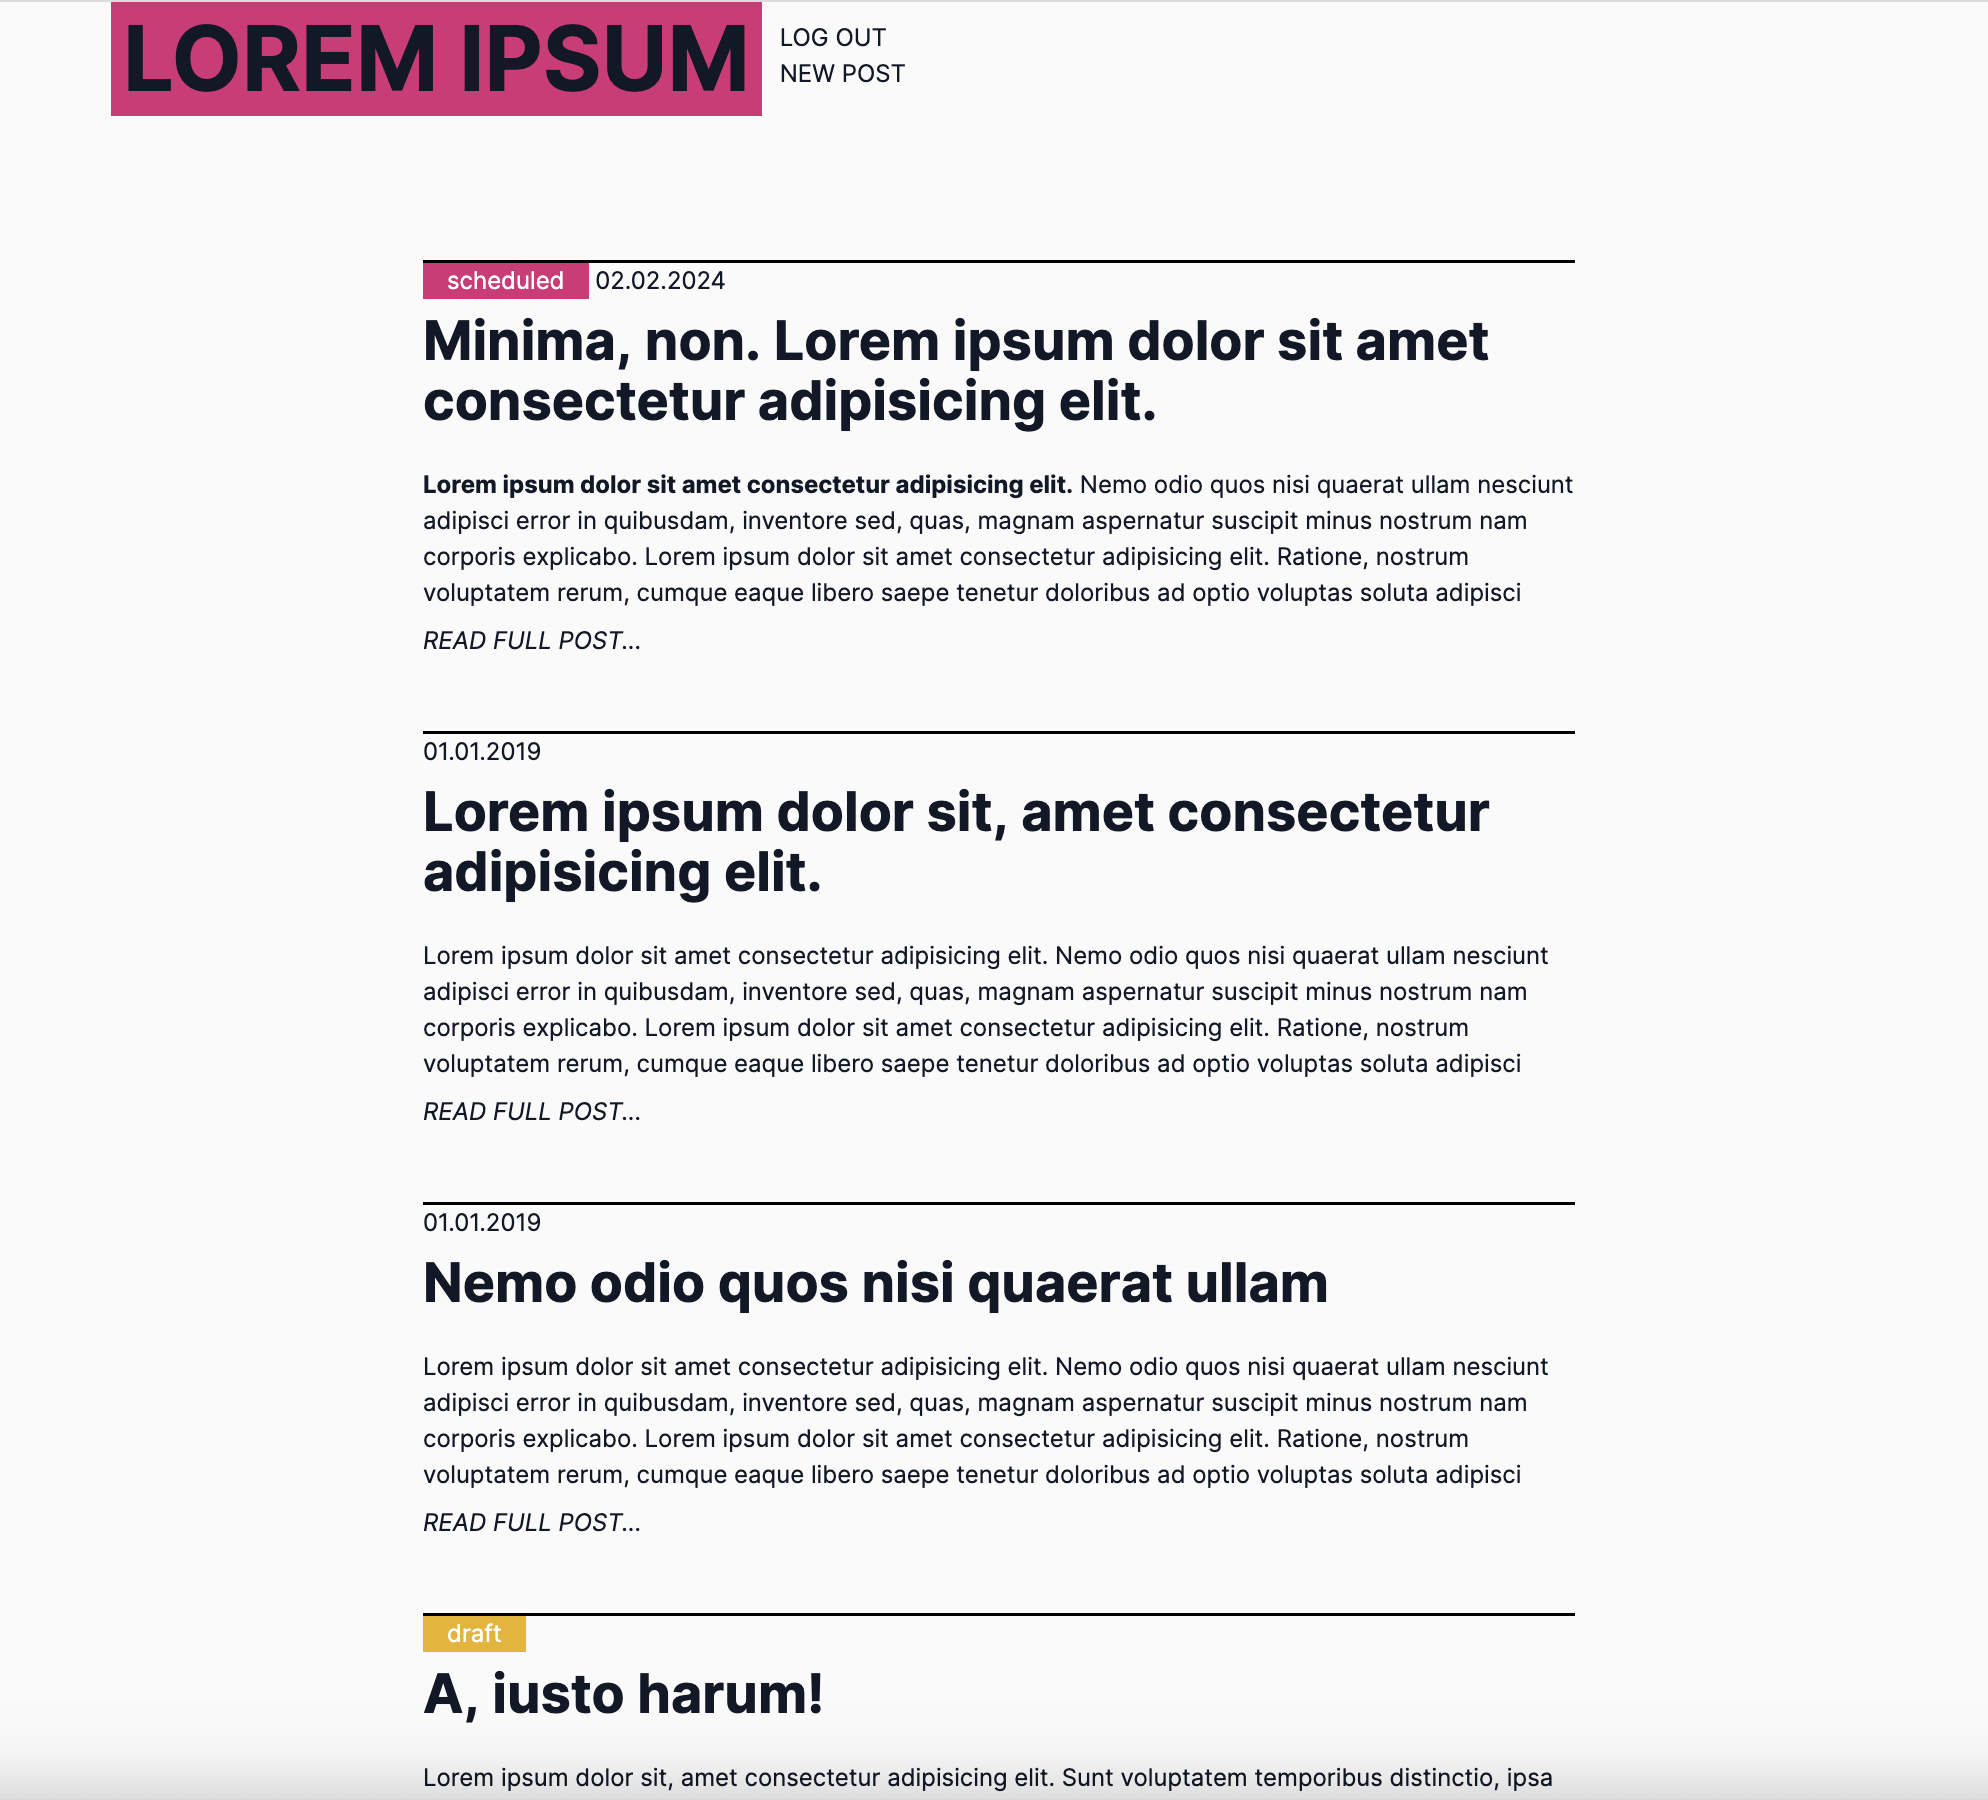 LOREM IPSUM
LOG OUT
NEW POST
scheduled 02.02.2024
Minima, non. Lorem ipsum dolor sit amet
consectetur adipisicing elit.
Lorem ipsum dolor sit amet consectetur adipisicing elit. Nemo odio quos nisi quaerat ullam nesciunt
adipisci error in quibusdam, inventore sed, quas, magnam aspernatur suscipit minus nostrum nam
corporis explicabo. Lorem ipsum dolor sit amet consectetur adipisicing elit. Ratione, nostrum
voluptatem rerum, cumque eaque libero saepe tenetur doloribus ad optio voluptas soluta adipisci
READ FULL POST...
01.01.2019
Lorem ipsum dolor sit, amet consectetur
adipisicing elit.
Lorem ipsum dolor sit amet consectetur adipisicing elit. Nemo odio quos nisi quaerat ullam nesciunt
adipisci error in quibusdam, inventore sed, quas, magnam aspernatur suscipit minus nostrum nam
corporis explicabo. Lorem ipsum dolor sit amet consectetur adipisicing elit. Ratione, nostrum
voluptatem rerum, cumque eaque libero saepe tenetur doloribus ad optio voluptas soluta adipisci
READ FULL POST...
01.01.2019
Nemo odio quos nisi quaerat ullam
Lorem ipsum dolor sit amet consectetur adipisicing elit. Nemo odio quos nisi quaerat ullam nesciunt
adipisci error in quibusdam, inventore sed, quas, magnam aspernatur suscipit minus nostrum nam
corporis explicabo. Lorem ipsum dolor sit amet consectetur adipisicing elit. Ratione, nostrum
voluptatem rerum, cumque eaque libero saepe tenetur doloribus ad optio voluptas soluta adipisci
READ FULL POST...
draft
A, iusto harum!
Lorem ipsum dolor sit, amet consectetur adipisicing elit. Sunt voluptatem temporibus distinctio, ipsa